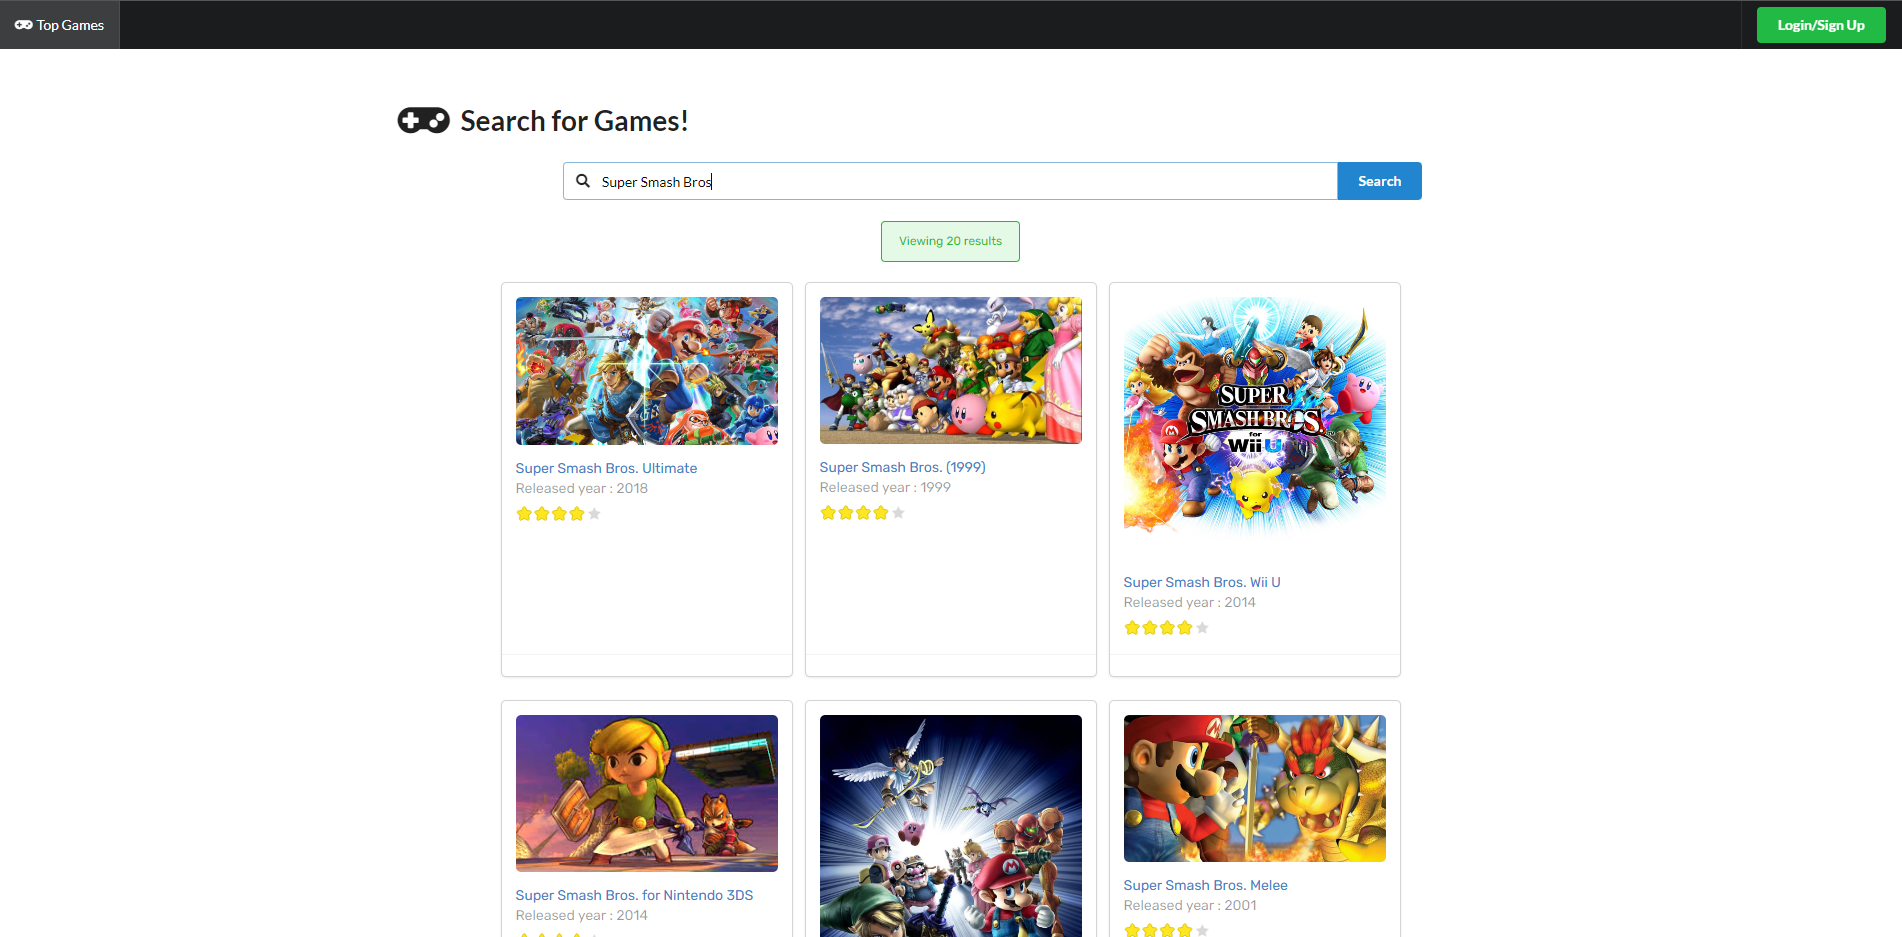 Top Games
Login/Sign Up
Search for Games!
Super Smash Bros
Search
Viewing 20 results
SUPER
SMASH BROS.
for
Wii U
Super Smash Bros. Ultimate
Released year : 2018
Super Smash Bros. (1999)
Released year : 1999
Super Smash Bros. Wii U
Released year : 2014
Super Smash Bros. for Nintendo 3DS
Released year : 2014
Super Smash Bros. Melee
Released year : 2001